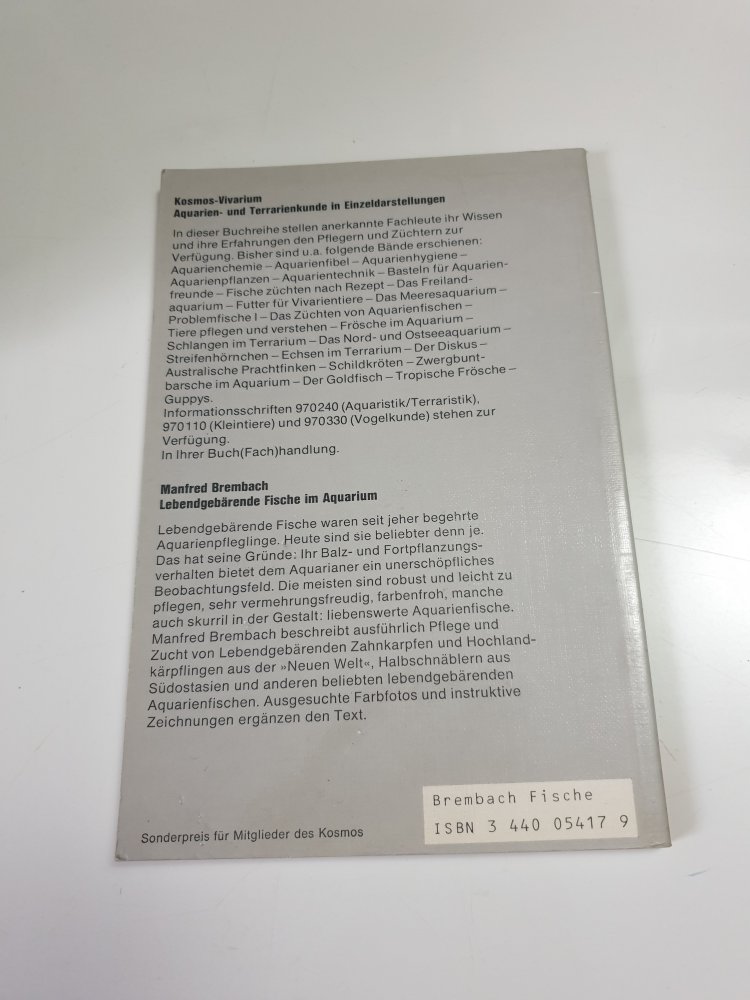 Kosmos-Vivarium
Aquarien- und Terrarienkunde in Einzeldarstellungen
In dieser Buchreihe stellen anerkannte Fachleute ihr Wissen
und ihre Erfahrungen den Pflegern und Züchtern zur
Verfügung. Bisher sind u.a. folgende Bände erschienen:
Aquarienchemie – Aquarienfibel – Aquarienhygiene –
Aquarienpflanzen – Aquarientechnik – Basteln für Aquarien-
freunde – Fische züchten nach Rezept – Das Freiland-
aquarium – Futter für Vivarientiere – Das Meeresaquarium –
Problemfische I – Das Züchten von Aquarienfischen –
Tiere pflegen und verstehen – Frösche im Aquarium –
Schlangen im Terrarium – Das Nord- und Ostseeaquarium –
Streifenhörnchen – Echsen im Terrarium – Der Diskus –
Australische Prachtfinken – Schildkröten – Zwergbunt-
barsche im Aquarium – Der Goldfisch – Tropische Frösche –
Guppys.
Informationsschriften 970240 (Aquaristik/Terraristik),
970110 (Kleintiere) und 970330 (Vogelkunde) stehen zur
Verfügung.
In Ihrer Buch(Fach)handlung.
Manfred Brembach
Lebendgebärende Fische im Aquarium
Lebendgebärende Fische waren seit jeher begehrte
Aquarienpfleglinge. Heute sind sie beliebter denn je.
Das hat seine Gründe: Ihr Balz- und Fortpflanzungs-
verhalten bietet dem Aquarianer ein unerschöpfliches
Beobachtungsfeld. Die meisten sind robust und leicht zu
pflegen, sehr vermehrungsfreudig, farbenfroh, manche
auch skurril in der Gestalt: liebenswerte Aquarienfische.
Manfred Brembach beschreibt ausführlich Pflege und
Zucht von Lebendgebärenden Zahnkarpfen und Hochland-
kärpflingen aus der »Neuen Welt«, Halbschnäblern aus
Südostasien und anderen beliebten lebendgebärenden
Aquarienfischen. Ausgesuchte Farbfotos und instruktive
Zeichnungen ergänzen den Text.
Brembach Fische
ISBN 3 440 05417 9
Sonderpreis für Mitglieder des Kosmos